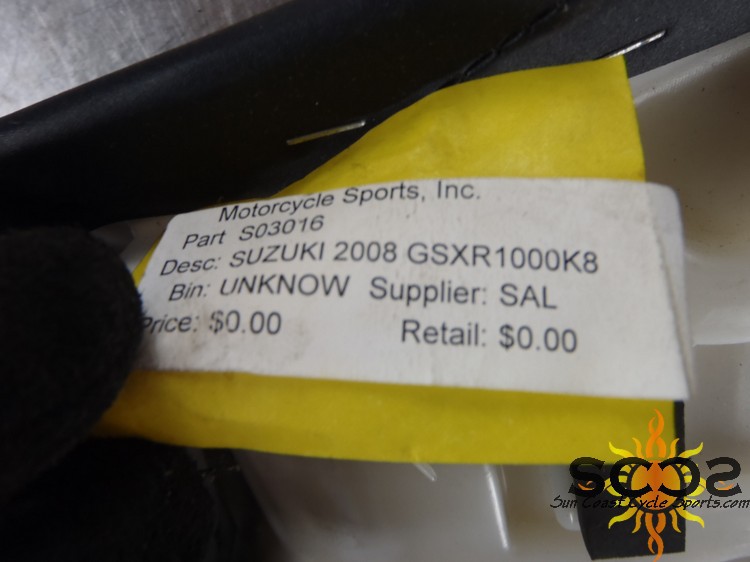 Motorcycle Sports, Inc.
Part S03016
Desc: SUZUKI 2008 GSXR1000K8
Bin: UNKNOW Supplier: SAL
Price: $0.00 Retail: $0.00
SCCS
Sun Coast Cycle Sports.com